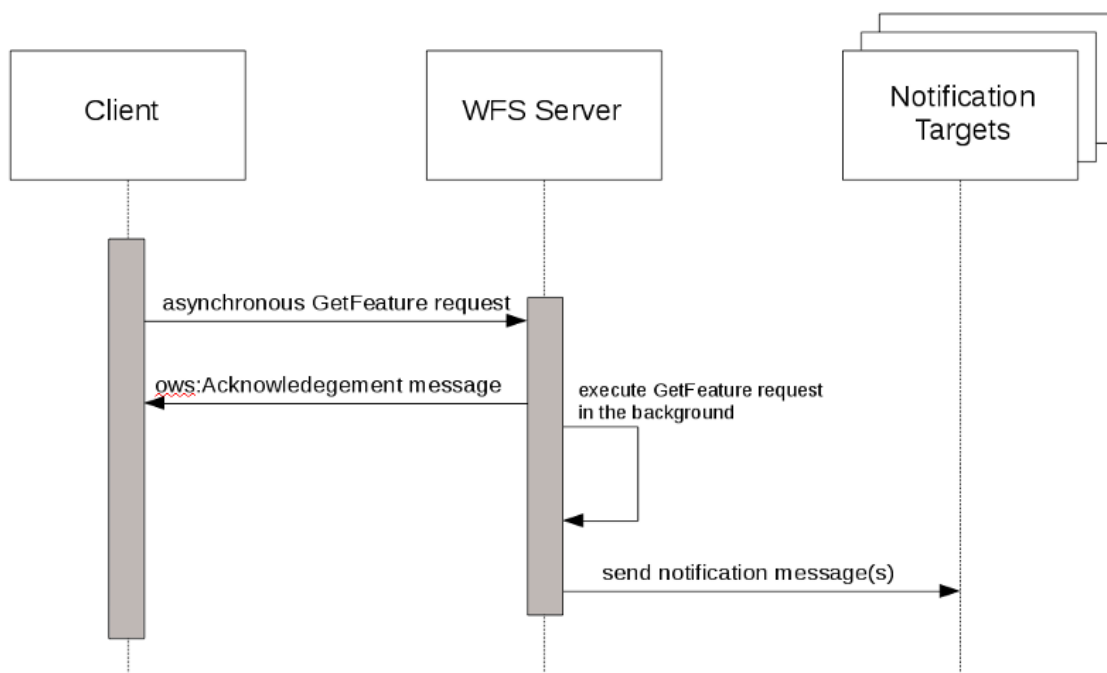 Client
WFS Server
Notification
Targets
asynchronous GetFeature request
ows:Acknowledegement message
execute GetFeature request
in the background
send notification message(s)